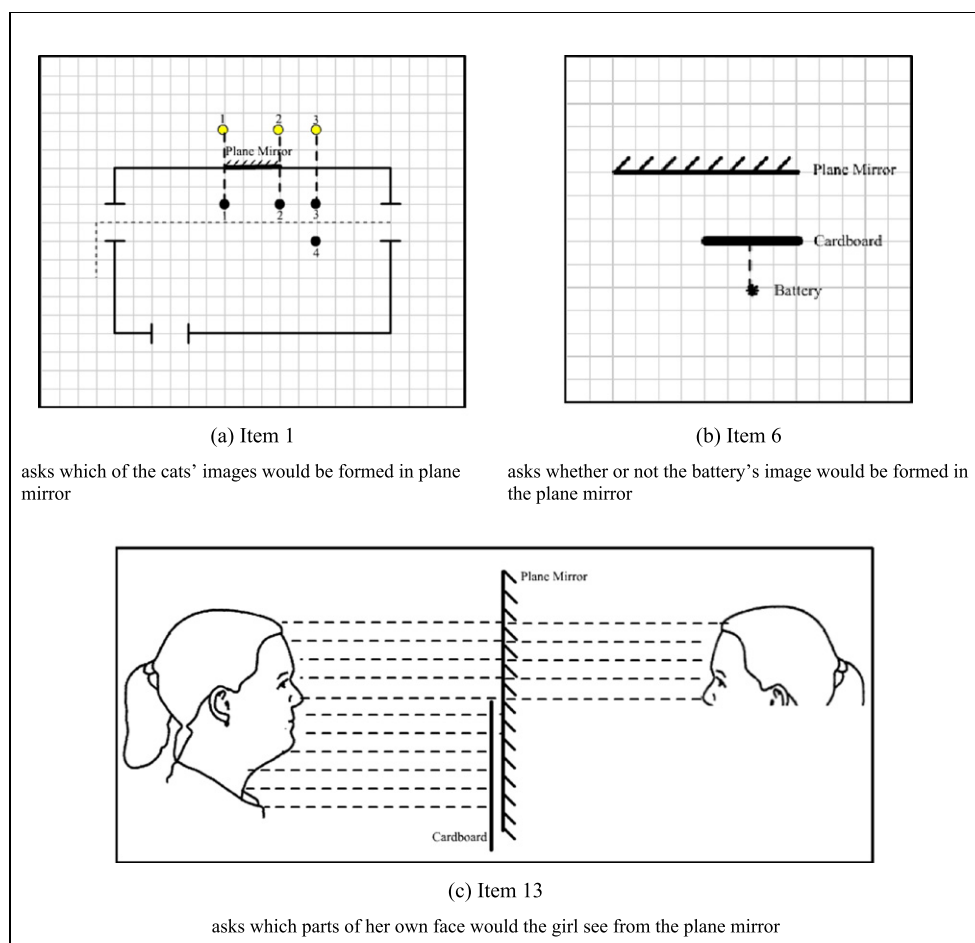 1
2
3
Plane Mirror
1
2
3
4
(a) Item 1
asks which of the cats’ images would be formed in plane
mirror
Plane Mirror
Cardboard
Battery
(b) Item 6
asks whether or not the battery’s image would be formed in
the plane mirror
Plane Mirror
Cardboard
(c) Item 13
asks which parts of her own face would the girl see from the plane mirror